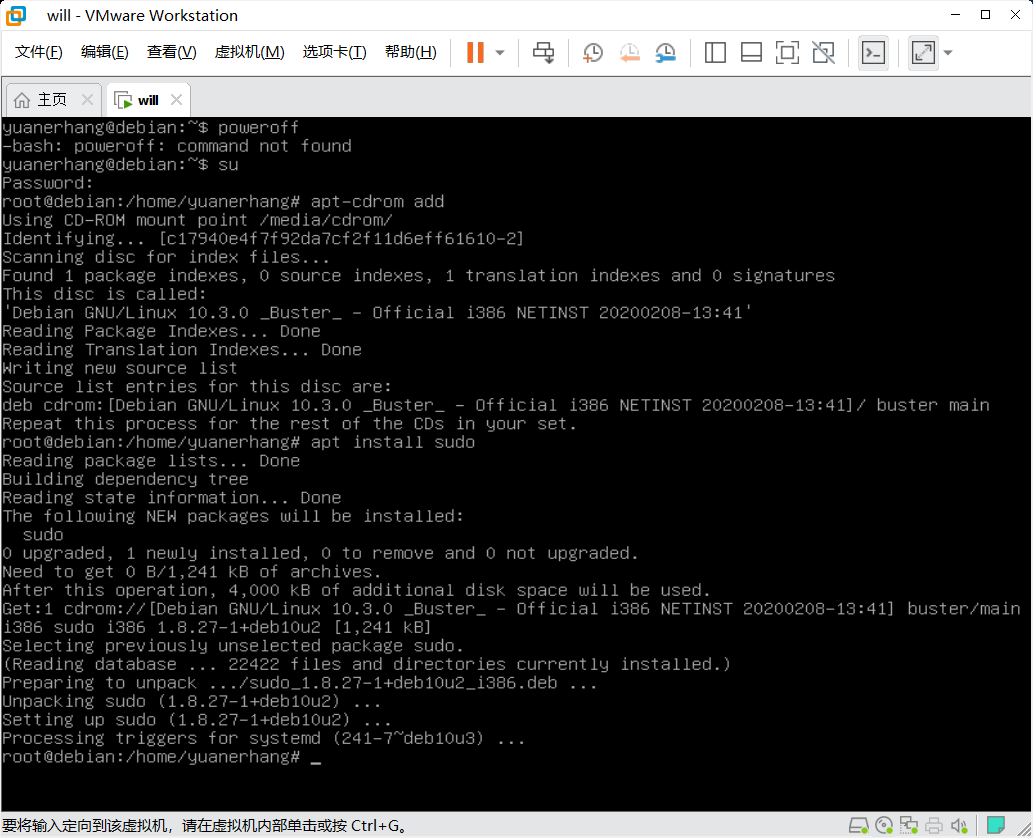 will - VMware Workstation
文件(F) 编辑(E) 查看(V) 虚拟机(M) 选项卡(T) 帮助(H)
主页 will
yuanerhang@debian:~$ poweroff
-bash: poweroff: command not found
yuanerhang@debian:~$ su
Password:
root@debian:/home/yuanerhang# apt-cdrom add
Using CD-ROM mount point /media/cdrom/
Identifying... [c17940e4f7f92da7cf2f11d6eff61610-2]
Scanning disc for index files...
Found 1 package indexes, 0 source indexes, 1 translation indexes and 0 signatures
This disc is called:
'Debian GNU/Linux 10.3.0 _Buster_ - Official i386 NETINST 20200208-13:41'
Reading Package Indexes... Done
Reading Translation Indexes... Done
Writing new source list
Source list entries for this disc are:
deb cdrom:[Debian GNU/Linux 10.3.0 _Buster_ - Official i386 NETINST 20200208-13:41]/ buster main
Repeat this process for the rest of the CDs in your set.
root@debian:/home/yuanerhang# apt install sudo
Reading package lists... Done
Building dependency tree
Reading state information... Done
The following NEW packages will be installed:
  sudo
0 upgraded, 1 newly installed, 0 to remove and 0 not upgraded.
Need to get 0 B/1,241 kB of archives.
After this operation, 4,000 kB of additional disk space will be used.
Get:1 cdrom://[Debian GNU/Linux 10.3.0 _Buster_ - Official i386 NETINST 20200208-13:41] buster/main
i386 sudo i386 1.8.27-1+deb10u2 [1,241 kB]
Selecting previously unselected package sudo.
(Reading database ... 22422 files and directories currently installed.)
Preparing to unpack .../sudo_1.8.27-1+deb10u2_i386.deb ...
Unpacking sudo (1.8.27-1+deb10u2) ...
Setting up sudo (1.8.27-1+deb10u2) ...
Processing triggers for systemd (241-7~deb10u3) ...
root@debian:/home/yuanerhang# _
要将输入定向到该虚拟机，请在虚拟机内部单击或按 Ctrl+G。